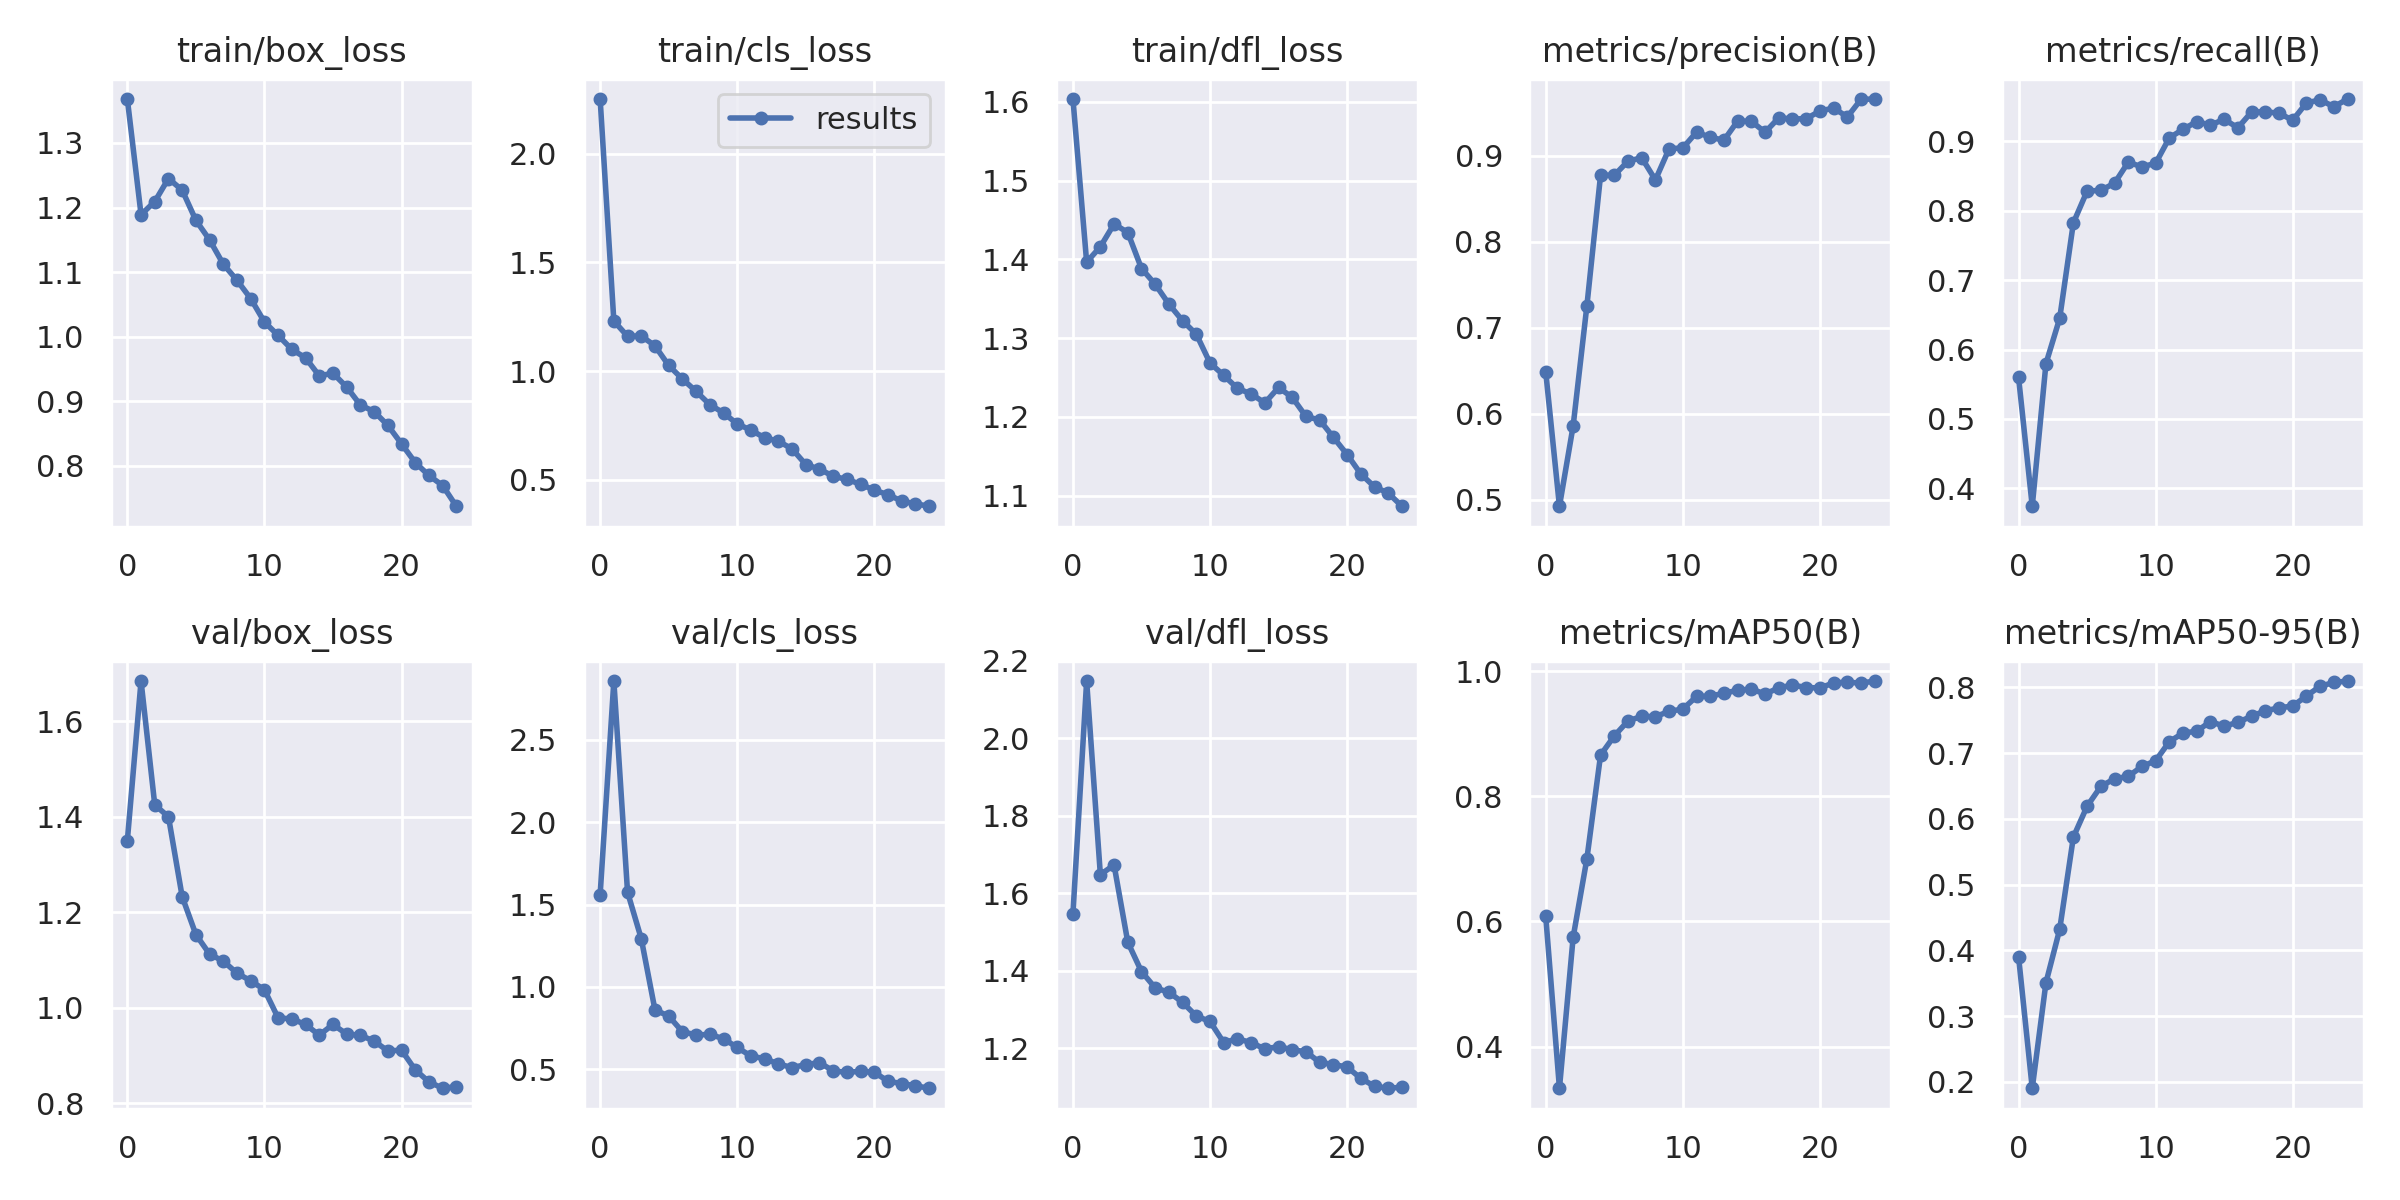 train/box_loss
train/cls_loss
train/dfl_loss
metrics/precision(B)
metrics/recall(B)
results
1.3
1.2
1.1
1.0
0.9
0.8
0 10 20
2.0
1.5
1.0
0.5
0 10 20
1.6
1.5
1.4
1.3
1.2
1.1
0 10 20
0.9
0.8
0.7
0.6
0.5
0 10 20
0.9
0.8
0.7
0.6
0.5
0.4
0 10 20
val/box_loss
val/cls_loss
val/dfl_loss
metrics/mAP50(B)
metrics/mAP50-95(B)
1.6
1.4
1.2
1.0
0.8
0 10 20
2.5
2.0
1.5
1.0
0.5
0 10 20
2.2
2.0
1.8
1.6
1.4
1.2
0 10 20
1.0
0.8
0.6
0.4
0 10 20
0.8
0.7
0.6
0.5
0.4
0.3
0.2
0 10 20